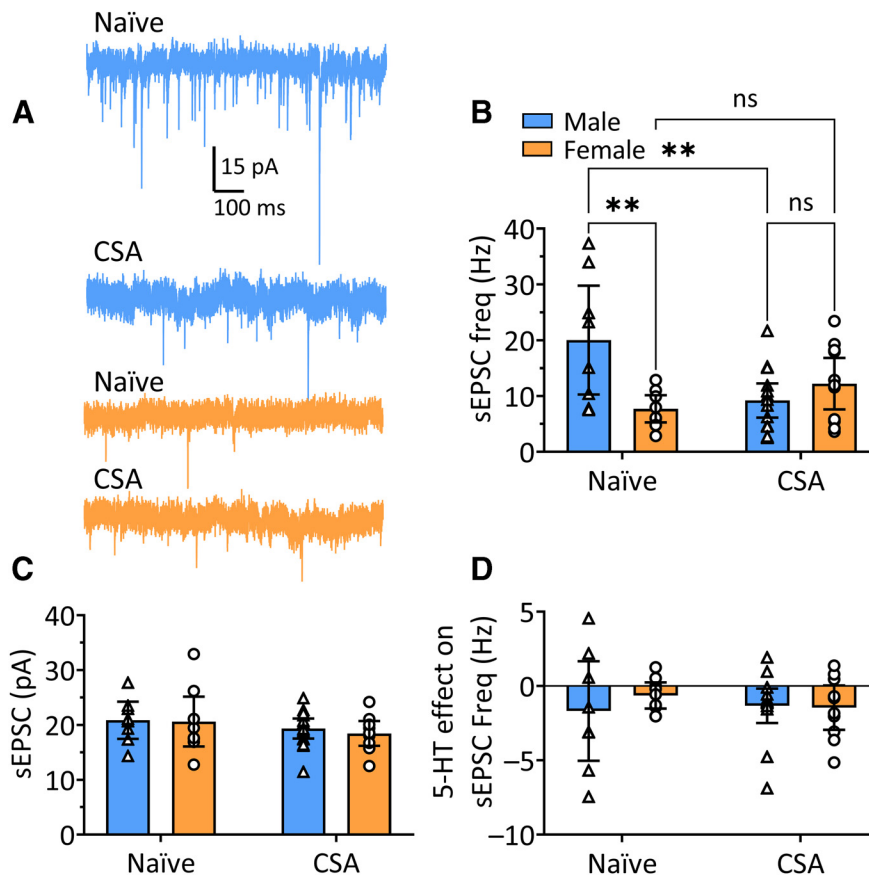 A
Naïve
15 pA
100 ms
CSA
Naïve
CSA
B
Male
Female
ns
**
**
ns
sEPSC freq (Hz)
40
30
20
10
0
Naïve
CSA
C
sEPSC (pA)
40
30
20
10
0
Naïve
CSA
D
5-HT effect on
sEPSC Freq (Hz)
5
0
−5
−10
Naïve
CSA